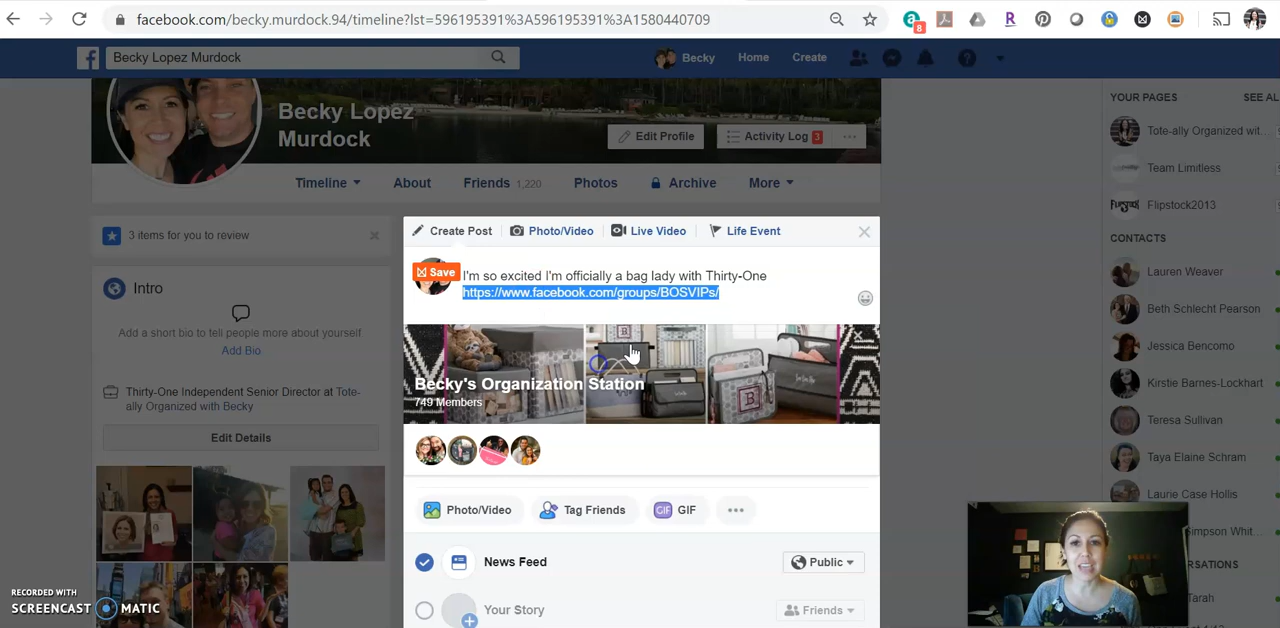 facebook.com/becky.murdock.94/timeline?lst=596195391%3A596195391%3A1580440709
8
Becky Lopez Murdock
Becky
Home
Create
Becky Lopez
Murdock
Edit Profile
Activity Log 3
Timeline
About
Friends 1,220
Photos
Archive
More
3 items for you to review
Intro
Add a short bio to tell people more about yourself
Add Bio
Thirty-One Independent Senior Director at Tote-
ally Organized with Becky
Edit Details
Create Post
Photo/Video
Live Video
Life Event
Save
I'm so excited I'm officially a bag lady with Thirty-One
https://www.facebook.com/groups/BOSVIPs/
Becky's Organization Station
749 Members
Photo/Video
Tag Friends
GIF
News Feed
Public
Your Story
Friends
YOUR PAGES
SEE AL
Tote-ally Organized wit...
Team Limitless
Flipstock2013
CONTACTS
Lauren Weaver
Beth Schlecht Pearson
Jessica Bencomo
Kirstie Barnes-Lockhart
Teresa Sullivan
Taya Elaine Schram
Laurie Case Hollis
Simpson Whit...
RSATIONS
Tarah
RECORDED WITH
SCREENCAST MATIC